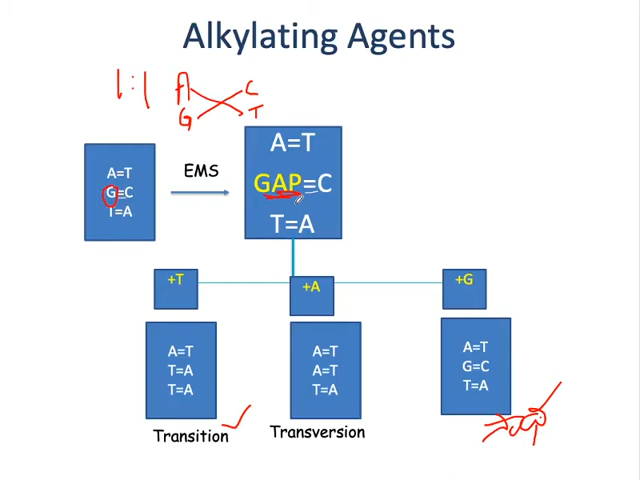 Alkylating Agents
1:1 A C
G T
A=T
G=C
T=A
EMS
A=T
GAP=C
T=A
+T
+A
+G
A=T
T=A
T=A
Transition
A=T
A=T
T=A
Transversion
A=T
G=C
T=A